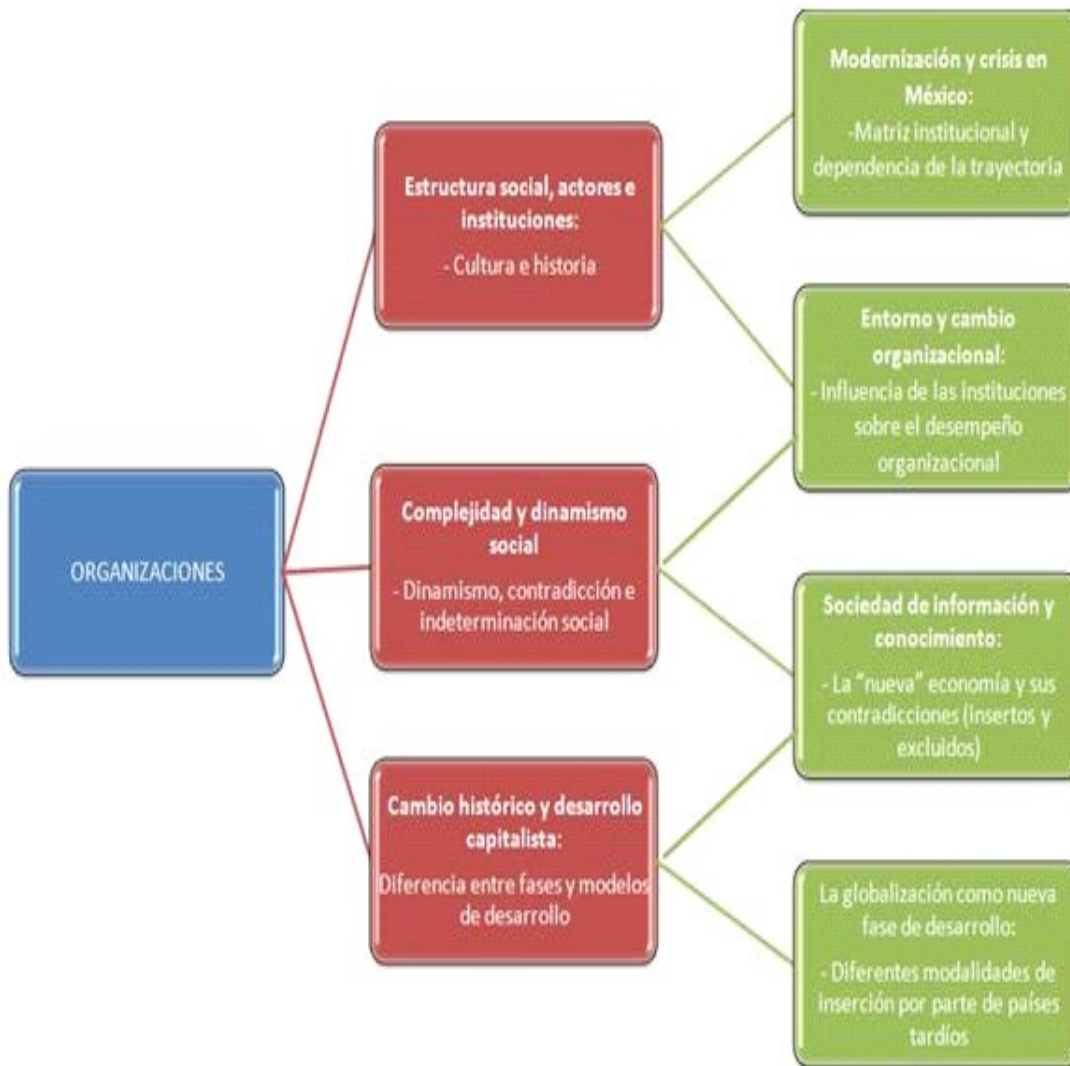 ORGANIZACIONES
Estructura social, actores e
instituciones:
- Cultura e historia
Complejidad y dinamismo
social
- Dinamismo, contradicción e
indeterminación social
Cambio histórico y desarrollo
capitalista:
Diferencia entre fases y modelos
de desarrollo
Modernización y crisis en
México:
-Matriz institucional y
dependencia de la trayectoria
Entorno y cambio
organizacional:
- Influencia de las instituciones
sobre el desempeño
organizacional
Sociedad de información y
conocimiento:
- La "nueva" economía y sus
contradicciones (insertos y
excluidos)
La globalización como nueva
fase de desarrollo:
- Diferentes modalidades de
inserción por parte de países
tardíos